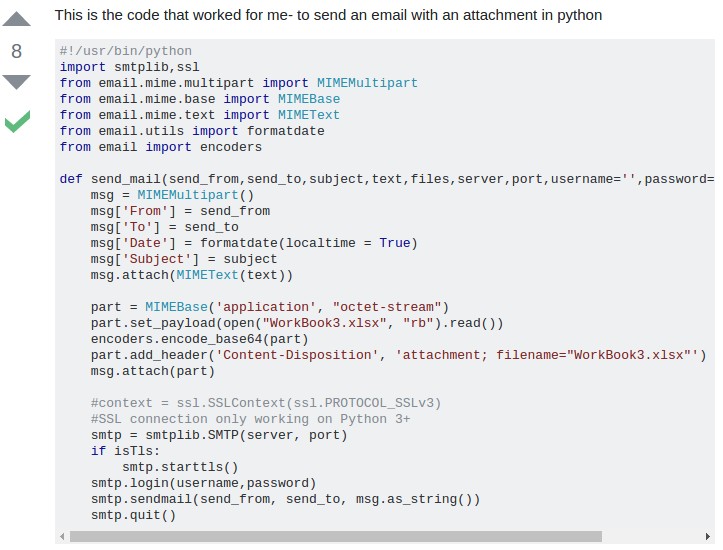 This is the code that worked for me- to send an email with an attachment in python
8
#!/usr/bin/python
import smtplib,ssl
from email.mime.multipart import MIMEMultipart
from email.mime.base import MIMEBase
from email.mime.text import MIMEText
from email.utils import formatdate
from email import encoders

def send_mail(send_from,send_to,subject,text,files,server,port,username='',password=
    msg = MIMEMultipart()
    msg['From'] = send_from
    msg['To'] = send_to
    msg['Date'] = formatdate(localtime = True)
    msg['Subject'] = subject
    msg.attach(MIMEText(text))

    part = MIMEBase('application', "octet-stream")
    part.set_payload(open("WorkBook3.xlsx", "rb").read())
    encoders.encode_base64(part)
    part.add_header('Content-Disposition', 'attachment; filename="WorkBook3.xlsx"')
    msg.attach(part)

    #context = ssl.SSLContext(ssl.PROTOCOL_SSLv3)
    #SSL connection only working on Python 3+
    smtp = smtplib.SMTP(server, port)
    if isTls:
        smtp.starttls()
    smtp.login(username,password)
    smtp.sendmail(send_from, send_to, msg.as_string())
    smtp.quit()